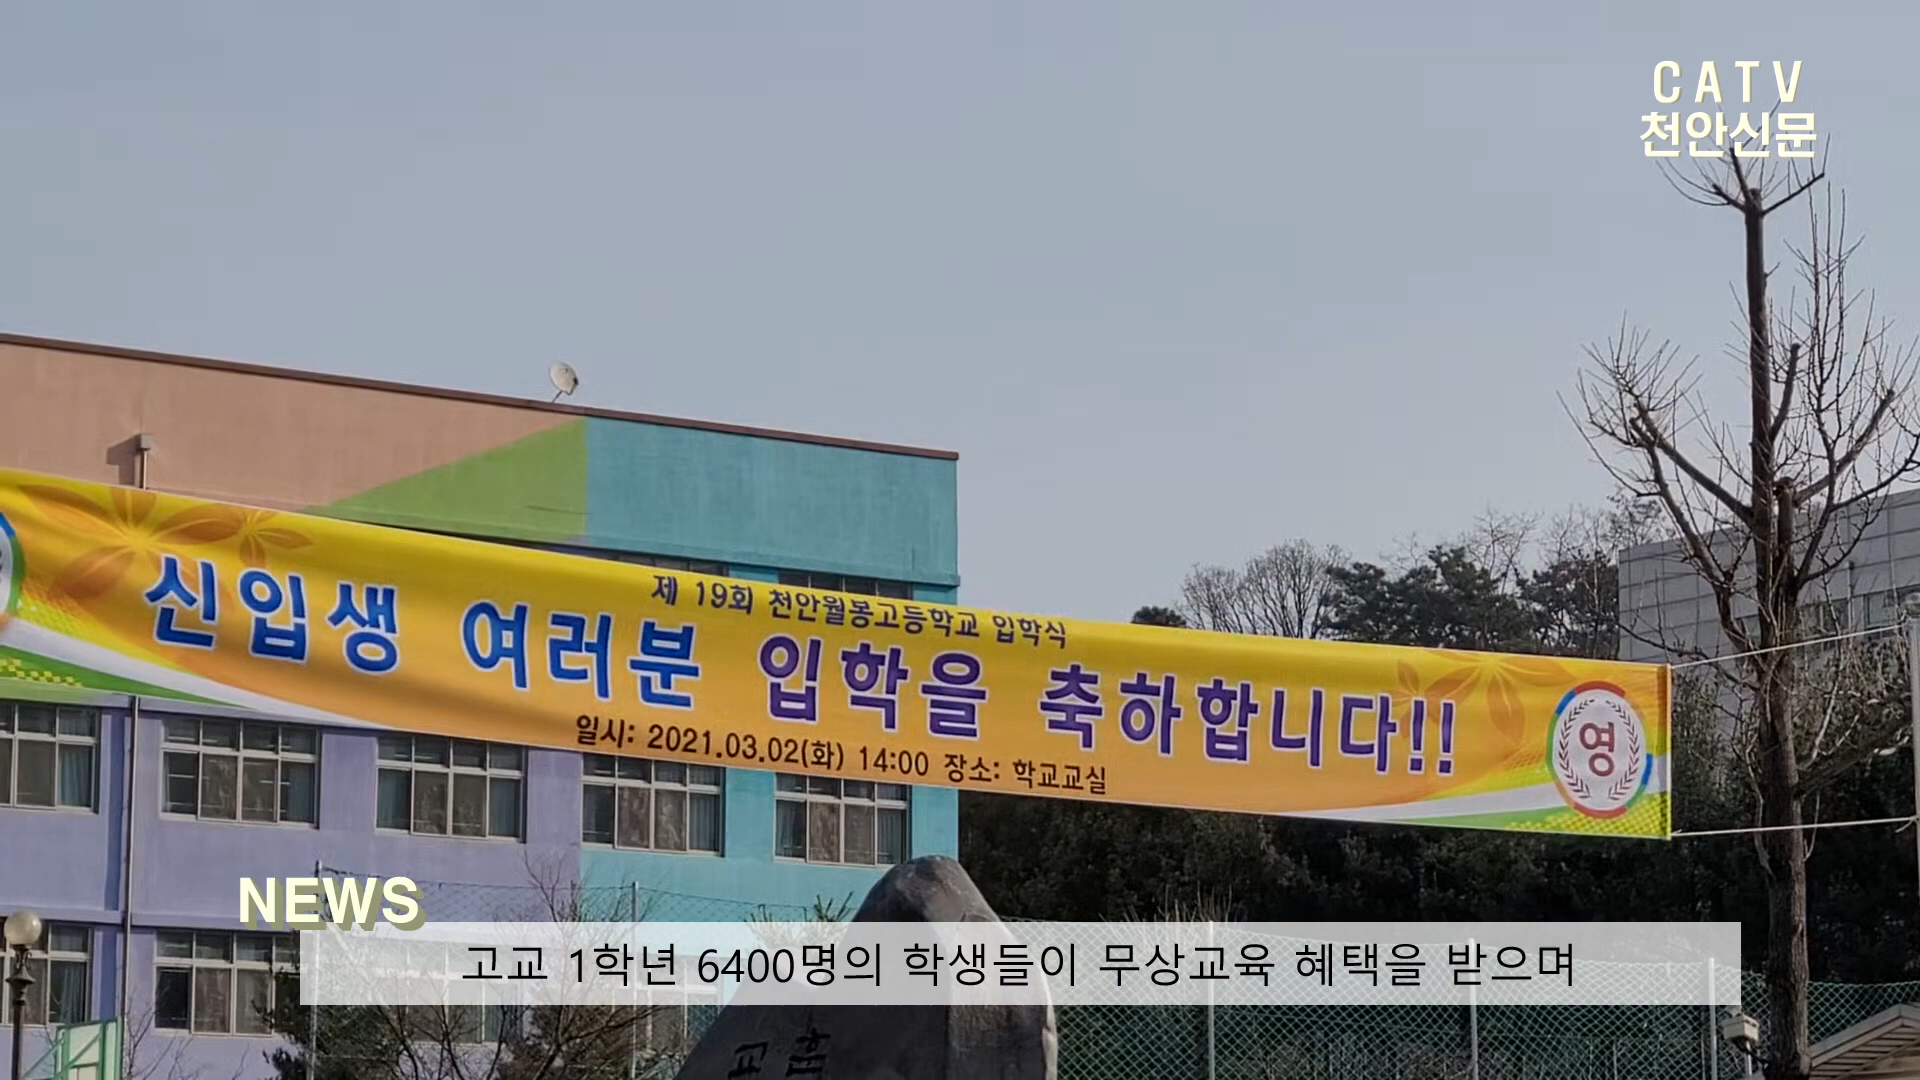 CATV
천안신문
제 19회 천안월봉고등학교 입학식
신입생 여러분 입학을 축하합니다!!
일시: 2021.03.02(화) 14:00 장소: 학교교실
영
NEWS
고교 1학년 6400명의 학생들이 무상교육 혜택을 받으며
교훈